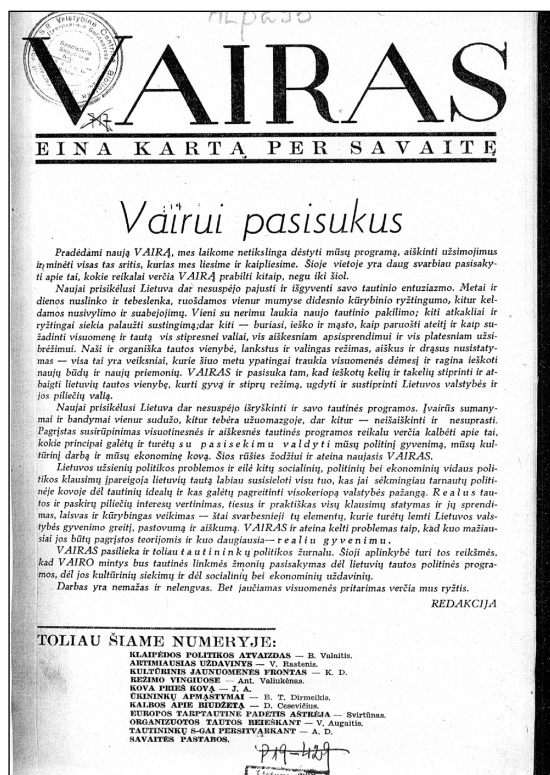 VAIRAS
EINA KARTĄ PER SAVAITĘ
Vairui pasisukus
Pradėdami naują VAIRĄ, mes laikome netikslinga dėstyti mūsų programą, aiškinti užsimojimus
ir minėti visas tas sritis, kurias mes liesime ir kaipliesime. Šioje vietoje yra daug svarbiau pasisaky-
ti apie tai, kokie reikalai verčia VAIRĄ prabilti kitaip, negu iki šiol.
Naujai prisikėlusi Lietuva dar nesuspėjo pajusti ir išgyventi savo tautinio entuziazmo. Metai ir
dienos nuslinko ir tebeslenka, ruošdamos vienur mumyse didesnio kūrybinio ryžtingumo, kitur kel-
damos nusivylimo ir suabejojimų. Vieni su nerimu laukia naujo tautinio pakilimo; kiti atkakliai ir
ryžtingai siekia palaužti sustingimą;dar kiti — buriasi, ieško ir mąsto, kaip paruošti ateitį ir kaip su-
žadinti visuomenę ir tautą vis stipresnei valiai, vis aiškesniam apsisprendimui ir vis platesniam užsi-
brėžimui. Naši ir organiška tautos vienybė, lankstus ir valingas režimas, aiškus ir drąsus nusistaty-
mas — visa tai yra veiksniai, kurie šiuo metu ypatingai traukia visuomenės dėmesį ir ragina ieškoti
naujų būdų ir naujų priemonių. VAIRAS ir pasisuka tam, kad ieškotų kelių ir takelių stiprinti ir at-
baigti lietuvių tautos vienybę, kurti gyvą ir stiprų režimą, ugdyti ir sustiprinti Lietuvos valstybės ir
jos piliečių valią.
Naujai prisikėlusi Lietuva dar nesuspėjo išryškinti ir savo tautinės programos. Įvairūs sumany-
mai ir bandymai vienur sudužo, kitur tebėra užuomazgoje, dar kitur — neišaiškinti ir nesuprasti.
Pagrįstas susirūpinimas visuotinesnės ir aiškesnės tautinės programos reikalu verčia kalbėti apie tai,
kokie principai galėtų ir turėtų su pasisekimu valdyti mūsų politinį gyvenimą, mūsų kul-
tūrinį darbą ir mūsų ekonominę kovą. Šios rūšies žodžiui ir ateina naujasis VAIRAS.
Lietuvos užsienių politikos problemos ir eilė kitų socialinių, politinių bei ekonominių vidaus poli-
tikos klausimų įpareigoja lietuvių tautą labiau susisieloti visu tuo, kas jai sėkmingiau tarnautų politi-
nėje kovoje dėl tautinių idealų ir kas galėtų pagreitinti visokeriopą valstybės pažangą. Realus tau-
tos ir paskirų piliečių interesų vertinimas, tiesus ir praktiškas visų klausimų statymas ir jų sprendi-
mas, laisvas ir kūrybingas veikimas — štai svarbesnieji tų elementų, kurie turėtų lemti Lietuvos vals-
tybės gyvenimo greitį, pastovumą ir aiškumą. VAIRAS ir ateina kelti problemas taip, kad kuo mažiau-
siai jos būtų pagrįstos teorijomis ir kuo daugiausia— realiu gyvenimu.
VAIRAS pasilieka ir toliau tautininkų politikos žurnalu. Šioji aplinkybė turi tos reikšmės,
kad VAIRO mintys bus tautinės linkmės žmonių pasisakymas dėl lietuvių tautos politinės progra-
mos, dėl jos kultūrinių siekimų ir dėl socialinių bei ekonominių uždavinių.
Darbas yra nemažas ir nelengvas. Bet jaučiamas visuomenės pritarimas verčia mus ryžtis.
REDAKCIJA
TOLIAU ŠIAME NUMERYJE:
KLAIPĖDOS POLITIKOS ATVAIZDAS — B. Valaitis.
ARTIMIAUSIAS UŽDAVINYS — V. Rastenis.
KULTŪRINIS JAUNUOMENĖS FRONTAS — K. D.
REŽIMO VINGIUOSE — Ant. Valiukėnas.
KOVA PRIEŠ KOVĄ — J. A.
ŪKININKŲ APMĄSTYMAI — B. T. Dirmeikis.
KALBOS APIE BIUDŽETĄ — D. Cesevičius.
EUROPOS TARPTAUTINĖ PADĖTIS AŠTRĖJA — Svirtūnas.
ORGANIZUOTOS TAUTOS BEIEŠKANT — V. Augaitis.
TAUTININKŲ S-GAI PERSITVARKANT — A. D.
SAVAITĖS PASTABOS.
P19-429